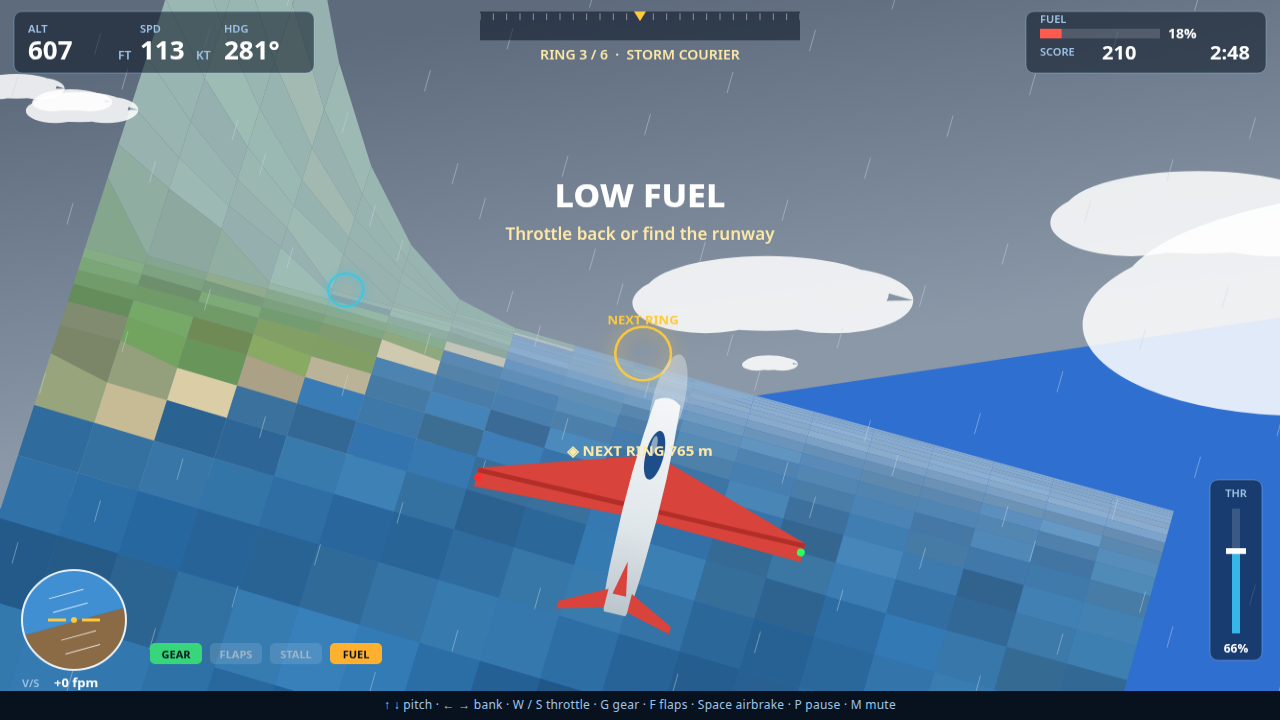 ALT SPD HDG
607 FT 113 KT 281°
RING 3 / 6 · STORM COURIER
FUEL
18%
SCORE 210 2:48
LOW FUEL
Throttle back or find the runway
NEXT RING
◈ NEXT RING 765 m
THR
66%
GEAR FLAPS STALL FUEL
V/S +0 fpm
↑ ↓ pitch · ← → bank · W / S throttle · G gear · F flaps · Space airbrake · P pause · M mute